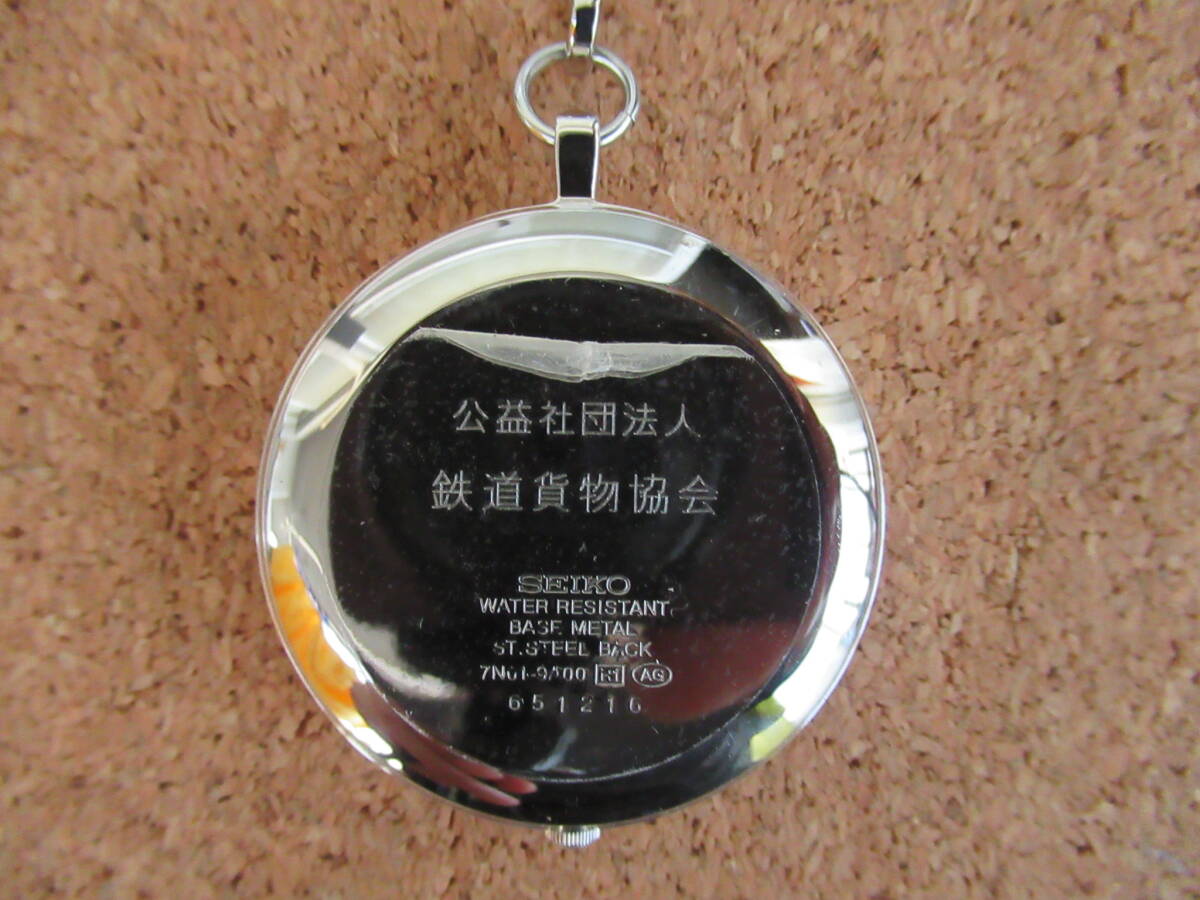 公益社団法人
鉄道貨物協会
SEIKO
WATER RESISTANT
BASE METAL
ST.STEEL BACK
AG
651216